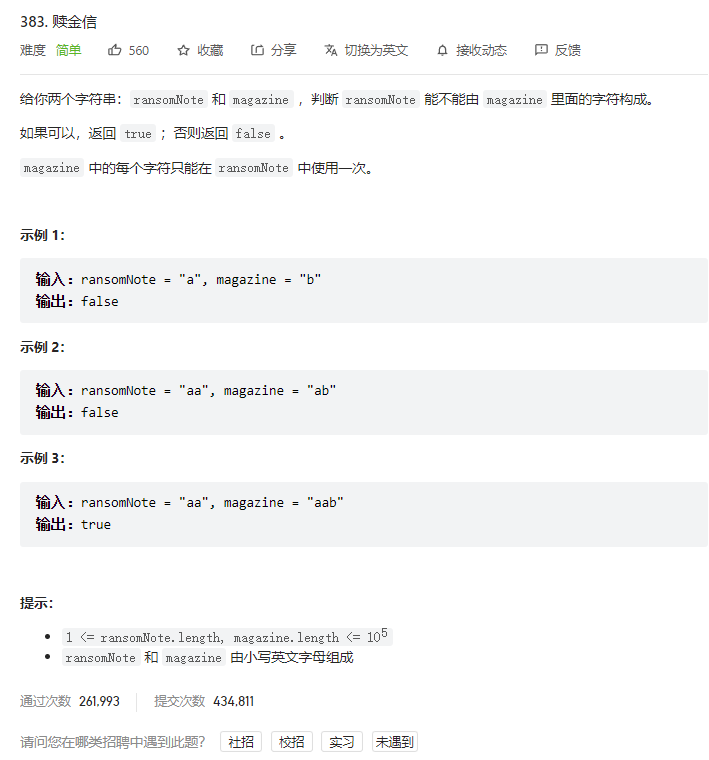 383. 赎金信
难度 简单 560 收藏 分享 切换为英文 接收动态 反馈
给你两个字符串：ransomNote 和 magazine ，判断 ransomNote 能不能由 magazine 里面的字符构成。
如果可以，返回 true ；否则返回 false 。
magazine 中的每个字符只能在 ransomNote 中使用一次。
示例 1：
输入：ransomNote = "a", magazine = "b"
输出：false
示例 2：
输入：ransomNote = "aa", magazine = "ab"
输出：false
示例 3：
输入：ransomNote = "aa", magazine = "aab"
输出：true
提示：
• 1 <= ransomNote.length, magazine.length <= 10⁵
• ransomNote 和 magazine 由小写英文字母组成
通过次数 261,993 提交次数 434,811
请问您在哪类招聘中遇到此题？ 社招 校招 实习 未遇到